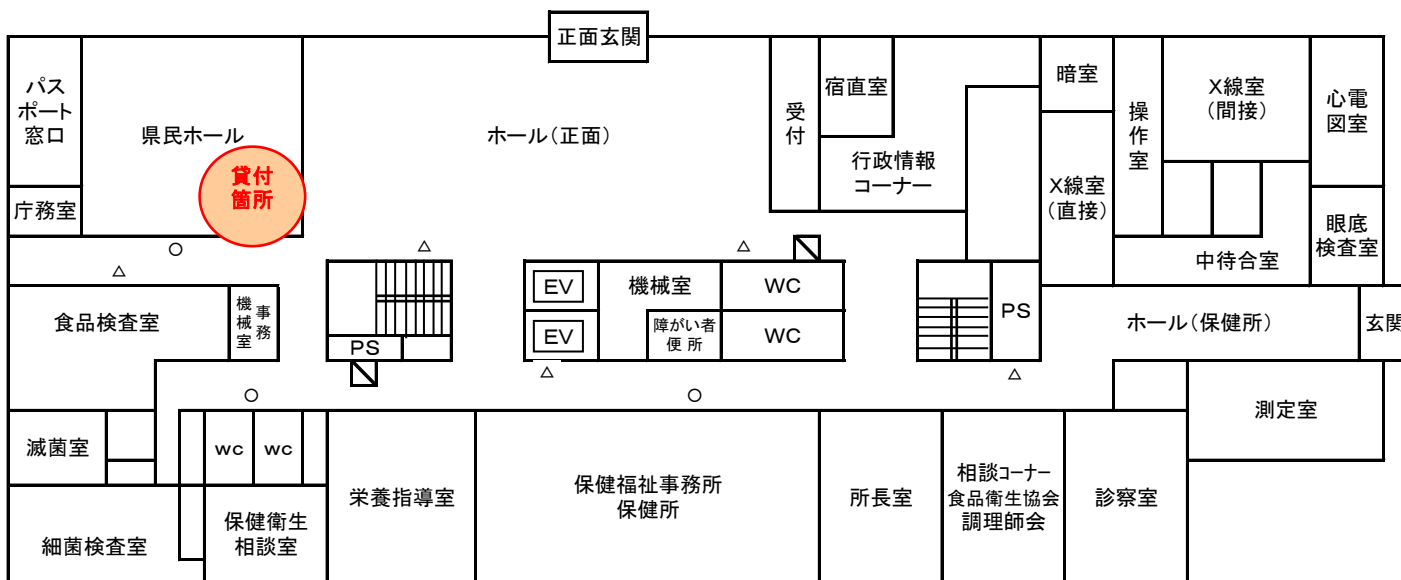 正面玄関
パス
ポート
窓口
県民ホール
貸付
箇所
ホール(正面)
受付
宿直室
行政情報
コーナー
暗室
操作室
X線室
(間接)
心電
図室
庁務室
X線室
(直接)
眼底
検査室
中待合室
○
△
△
△
食品検査室
事務
機械室
PS
EV
EV
機械室
障がい者
便所
WC
WC
PS
ホール(保健所)
玄関
△
△
○
○
測定室
滅菌室
wc
wc
細菌検査室
保健衛生
相談室
栄養指導室
保健福祉事務所
保健所
所長室
相談コーナー
食品衛生協会
調理師会
診察室